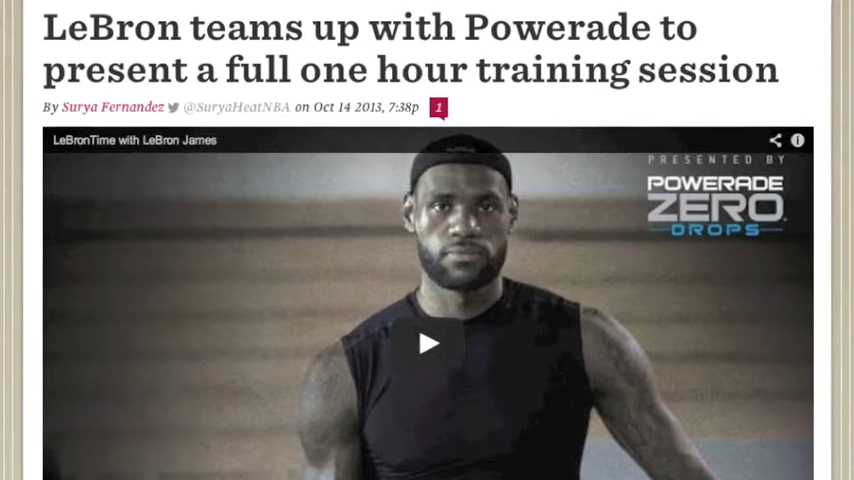 LeBron teams up with Powerade to
present a full one hour training session
By Surya Fernandez @SuryaHeatNBA on Oct 14 2013, 7:38p 1
LeBronTime with LeBron James
PRESENTED BY
POWERADE
ZERO
DROPS